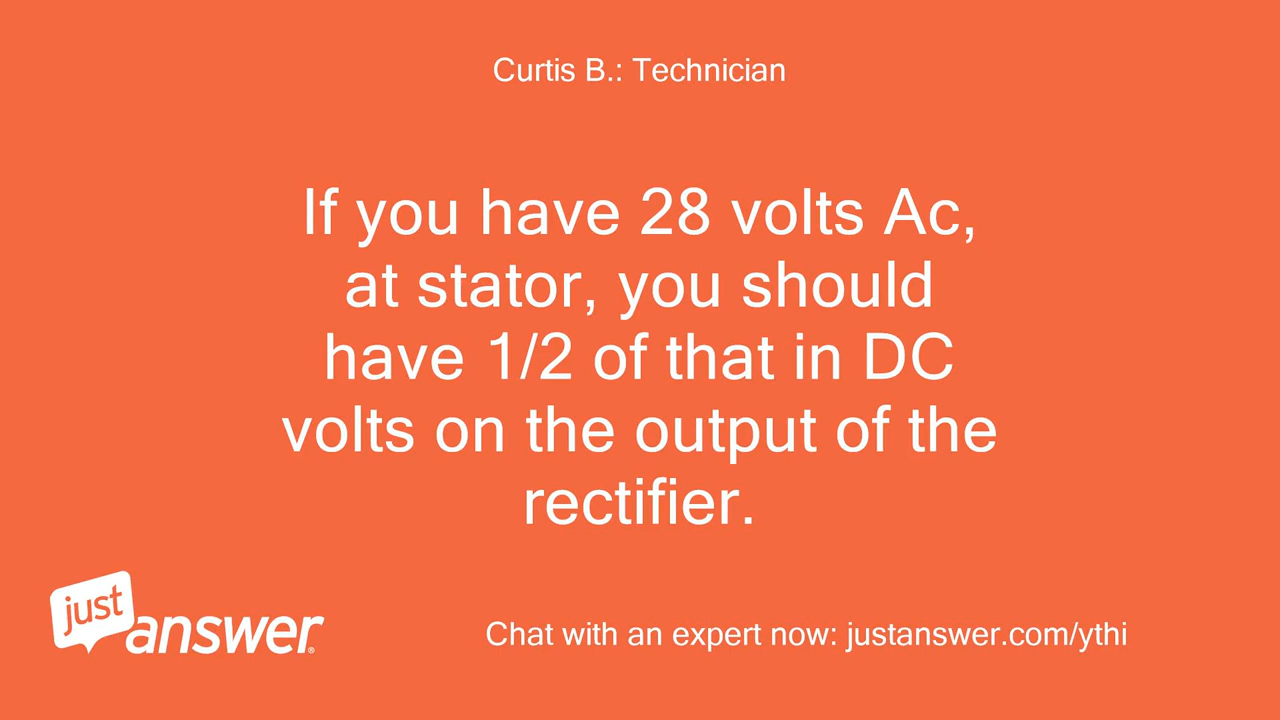 Curtis B.: Technician
If you have 28 volts Ac,
at stator, you should
have 1/2 of that in DC
volts on the output of the
rectifier.
just
answer®
Chat with an expert now: justanswer.com/ythi